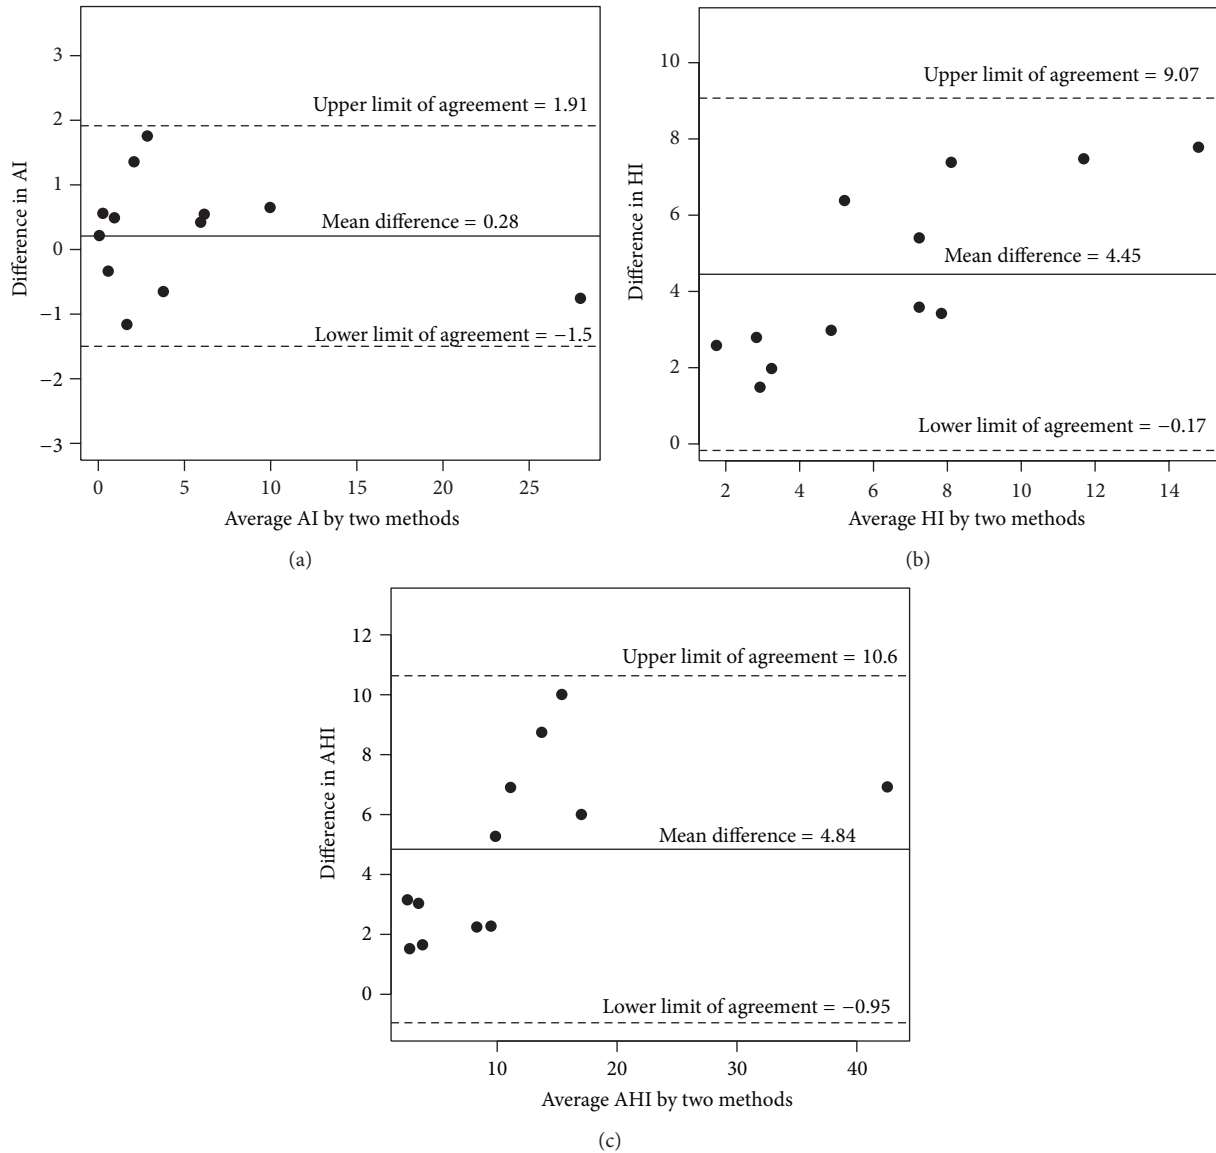 3
2
1
0
−1
−2
−3
Difference in AI
Upper limit of agreement = 1.91
Mean difference = 0.28
Lower limit of agreement = −1.5
0 5 10 15 20 25
Average AI by two methods
(a)
10
8
6
4
2
0
Difference in HI
Upper limit of agreement = 9.07
Mean difference = 4.45
Lower limit of agreement = −0.17
2 4 6 8 10 12 14
Average HI by two methods
(b)
12
10
8
6
4
2
0
Difference in AHI
Upper limit of agreement = 10.6
Mean difference = 4.84
Lower limit of agreement = −0.95
10 20 30 40
Average AHI by two methods
(c)